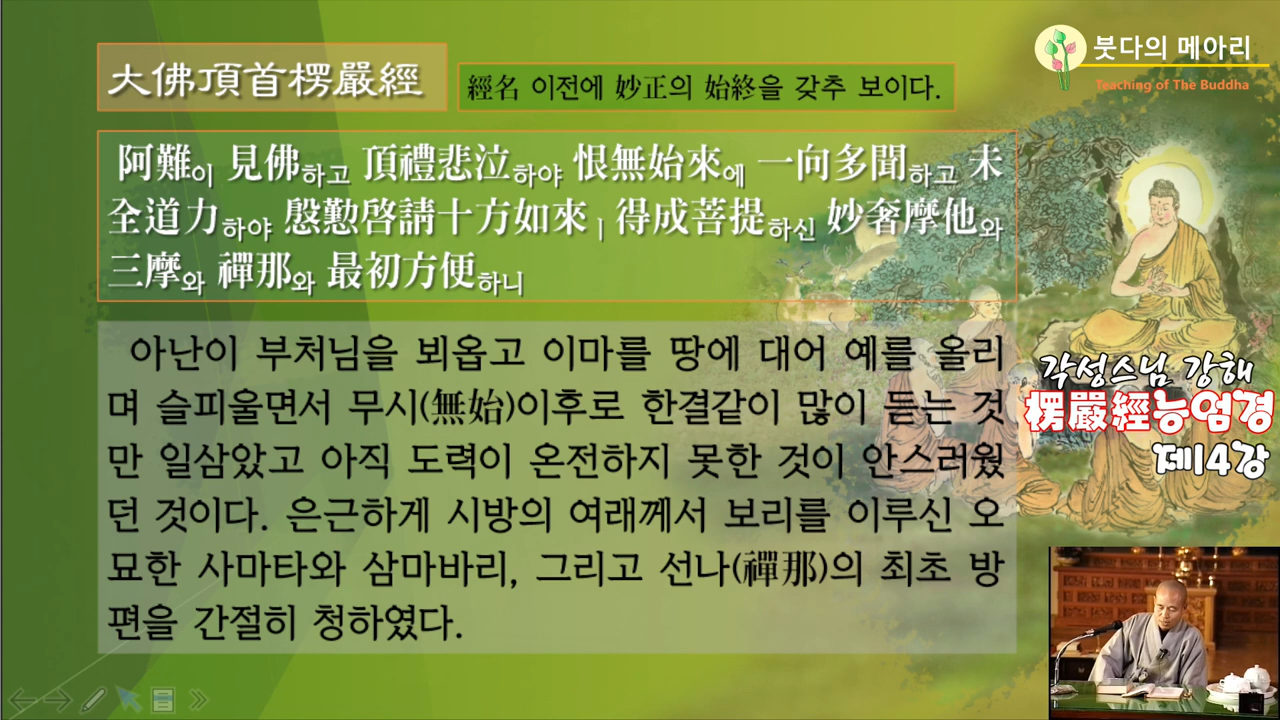 大佛頂首楞嚴經
經名 이전에 妙正의 始終을 갖추 보이다.
붓다의 메아리
Teaching of The Buddha
阿難이 見佛하고 頂禮悲泣하야 恨無始來에 一向多聞하고 未
全道力하야 慇懃啓請十方如來ㅣ 得成菩提하신 妙奢摩他와
三摩와 禪那와 最初方便하니
아난이 부처님을 뵈옵고 이마를 땅에 대어 예를 올리
며 슬피울면서 무시(無始)이후로 한결같이 많이 듣는 것
만 일삼았고 아직 도력이 온전하지 못한 것이 안스러웠
던 것이다. 은근하게 시방의 여래께서 보리를 이루신 오
묘한 사마타와 삼마바리, 그리고 선나(禪那)의 최초 방
편을 간절히 청하였다.
각성스님 강해
楞嚴經능엄경
제14강